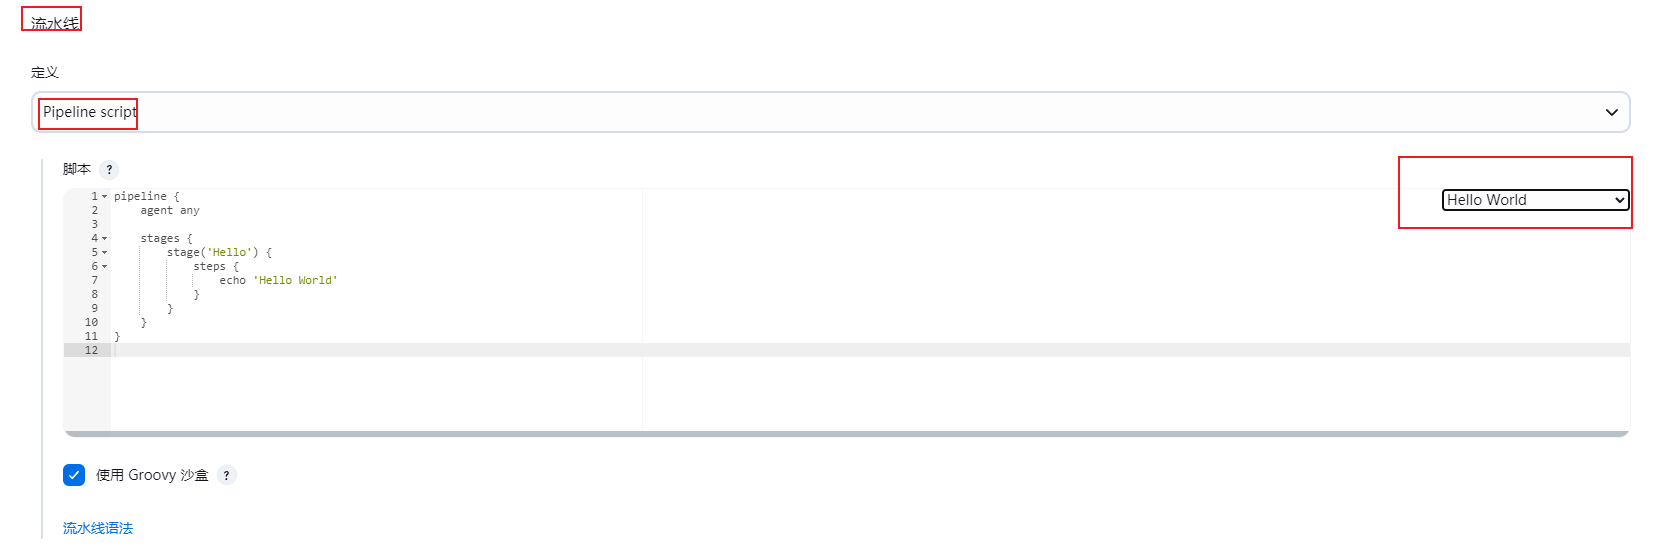 流水线
定义
Pipeline script
脚本 ?
Hello World
1 pipeline {
2 agent any
3
4 stages {
5 stage('Hello') {
6 steps {
7 echo 'Hello World'
8 }
9 }
10 }
11 }
12
使用 Groovy 沙盒 ?
流水线语法